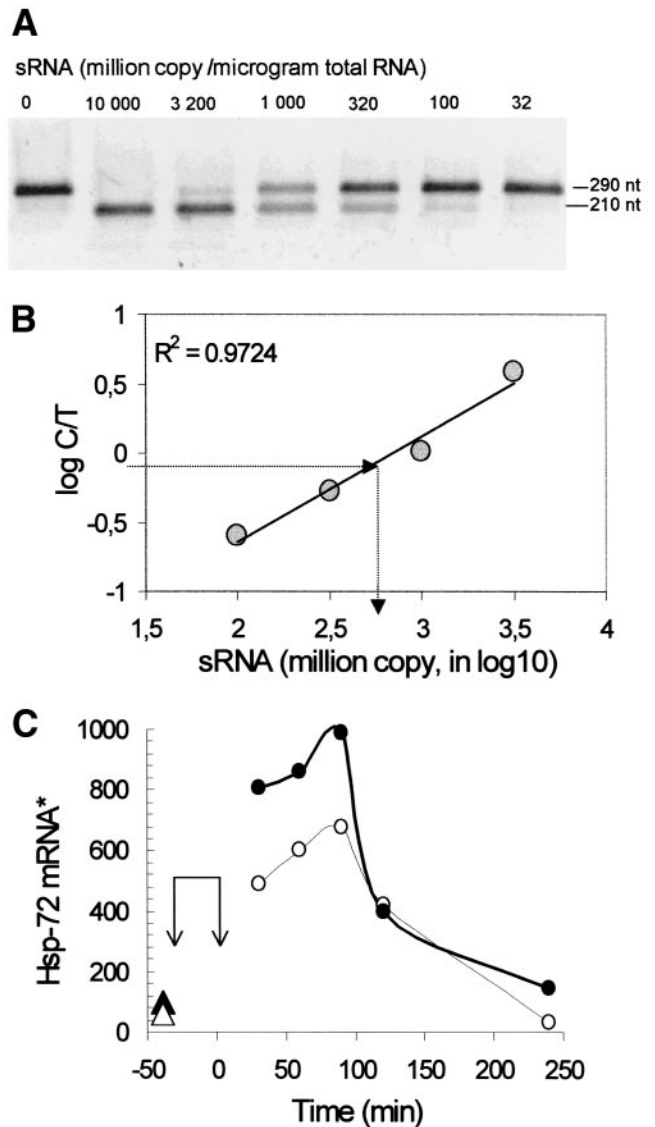 A
sRNA (million copy /microgram total RNA)
0 10 000 3 200 1 000 320 100 32
290 nt
210 nt
B
R² = 0.9724
1
0,5
0
-0,5
-1
log C/T
1,5 2 2,5 3 3,5 4
sRNA (million copy, in log10)
C
1000
800
600
400
200
0
Hsp-72 mRNA*
-50 0 50 100 150 200 250
Time (min)